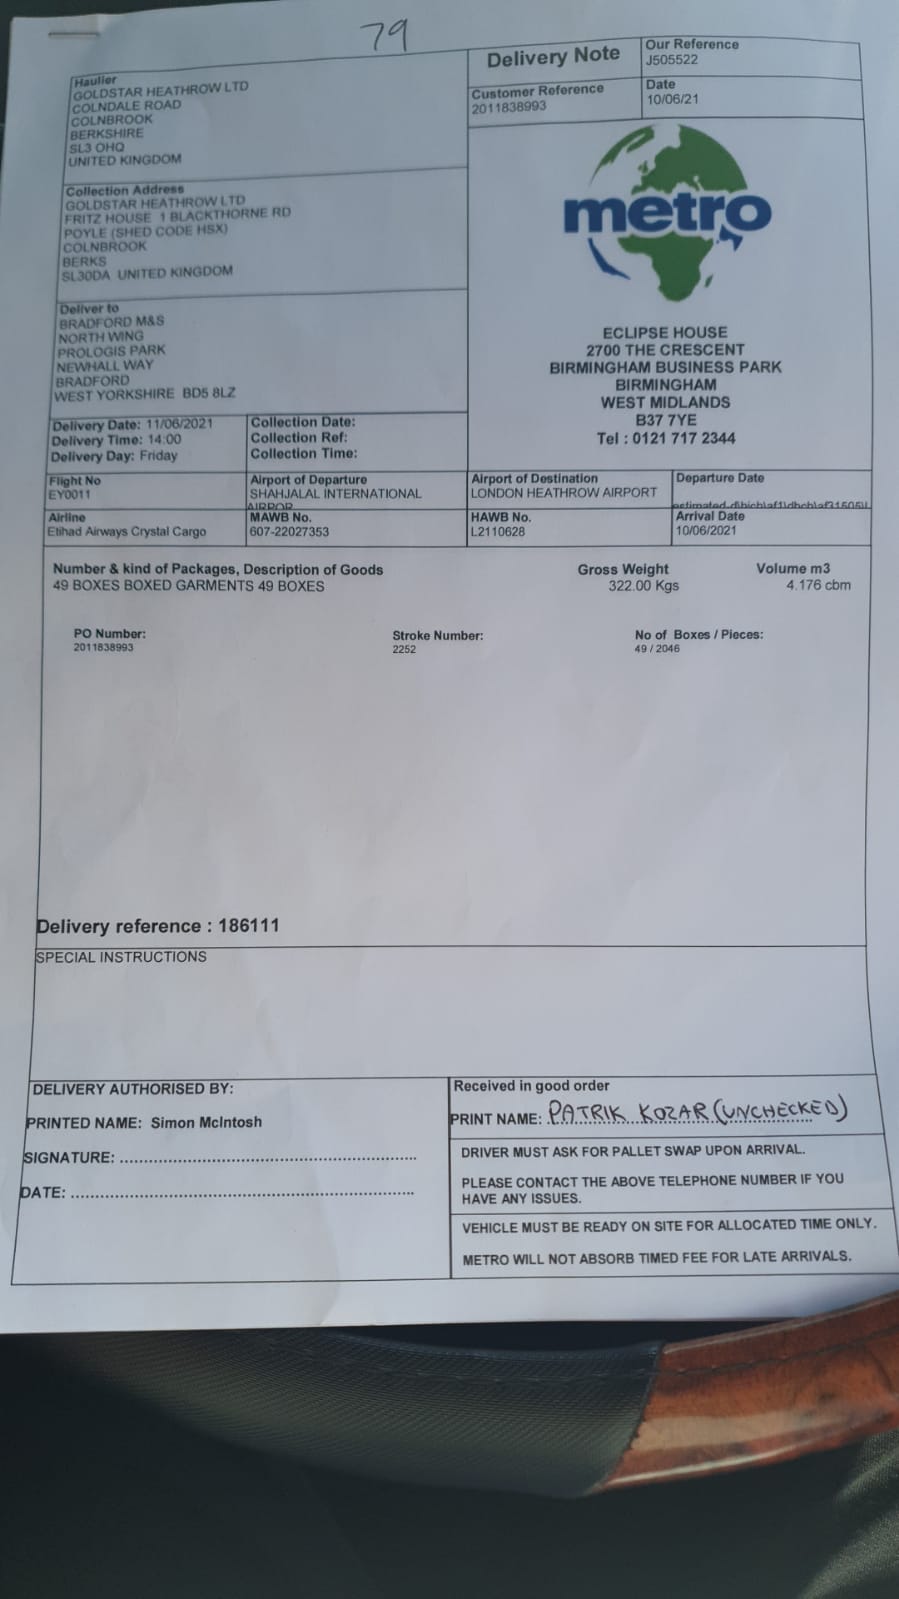 79
Haulier
GOLDSTAR HEATHROW LTD
COLNDALE ROAD
COLNBROOK
BERKSHIRE
SL3 OHQ
UNITED KINGDOM
Delivery Note
Our Reference
J505522
Customer Reference
2011838993
Date
10/06/21
Collection Address
GOLDSTAR HEATHROW LTD
FRITZ HOUSE 1 BLACKTHORNE RD
POYLE (SHED CODE HSX)
COLNBROOK
BERKS
SL30DA UNITED KINGDOM
metro
Deliver to
BRADFORD M&S
NORTH WING
PROLOGIS PARK
NEWHALL WAY
BRADFORD
WEST YORKSHIRE BD5 8LZ
ECLIPSE HOUSE
2700 THE CRESCENT
BIRMINGHAM BUSINESS PARK
BIRMINGHAM
WEST MIDLANDS
B37 7YE
Tel : 0121 717 2344
Delivery Date: 11/06/2021
Delivery Time: 14:00
Delivery Day: Friday
Collection Date:
Collection Ref:
Collection Time:
Flight No
EY0011
Airport of Departure
SHAHJALAL INTERNATIONAL
AIRPOR
Airport of Destination
LONDON HEATHROW AIRPORT
Departure Date
Airline
Etihad Airways Crystal Cargo
MAWB No.
607-22027353
HAWB No.
L2110628
Arrival Date
10/06/2021
Number & kind of Packages, Description of Goods
49 BOXES BOXED GARMENTS 49 BOXES
Gross Weight
322.00 Kgs
Volume m3
4.176 cbm
PO Number:
2011838993
Stroke Number:
2252
No of Boxes / Pieces:
49 / 2046
Delivery reference : 186111
SPECIAL INSTRUCTIONS
DELIVERY AUTHORISED BY:
PRINTED NAME: Simon McIntosh
SIGNATURE: ................................................
DATE: ................................................
Received in good order
PRINT NAME: PATRIK KOZAR (UNCHECKED)
DRIVER MUST ASK FOR PALLET SWAP UPON ARRIVAL.
PLEASE CONTACT THE ABOVE TELEPHONE NUMBER IF YOU
HAVE ANY ISSUES.
VEHICLE MUST BE READY ON SITE FOR ALLOCATED TIME ONLY.
METRO WILL NOT ABSORB TIMED FEE FOR LATE ARRIVALS.